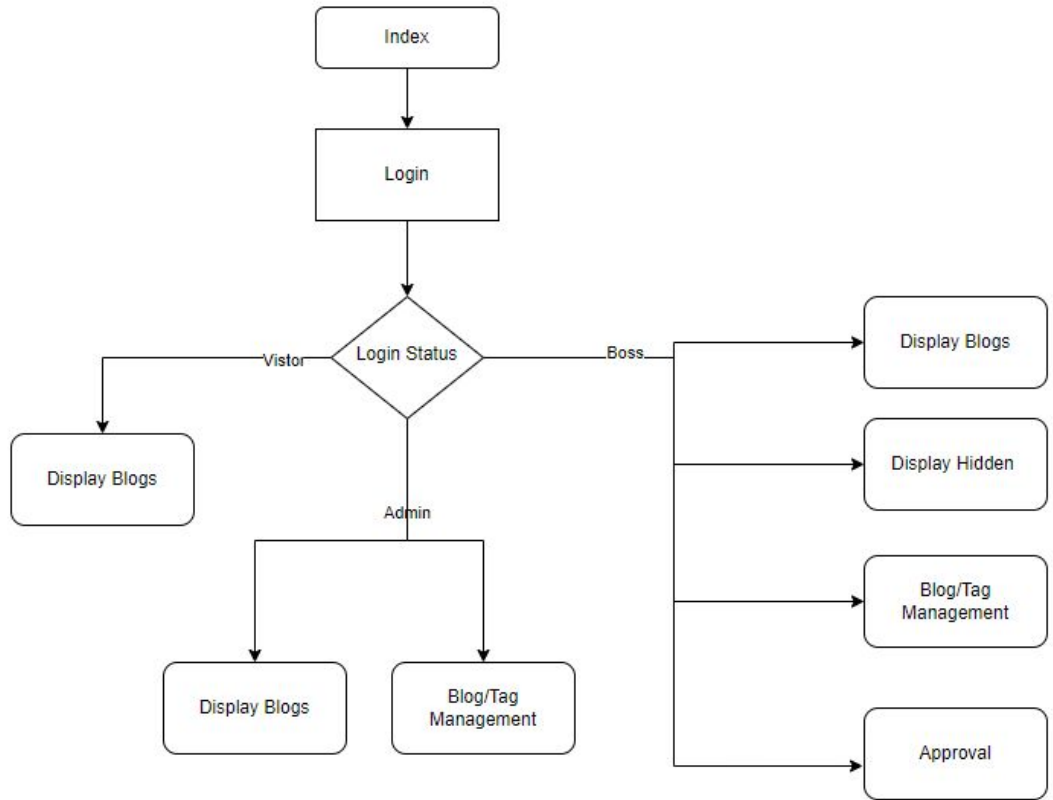 Index
Login
Login Status
Vistor
Boss
Display Blogs
Display Hidden
Display Blogs
Admin
Blog/Tag
Management
Display Blogs
Blog/Tag
Management
Approval